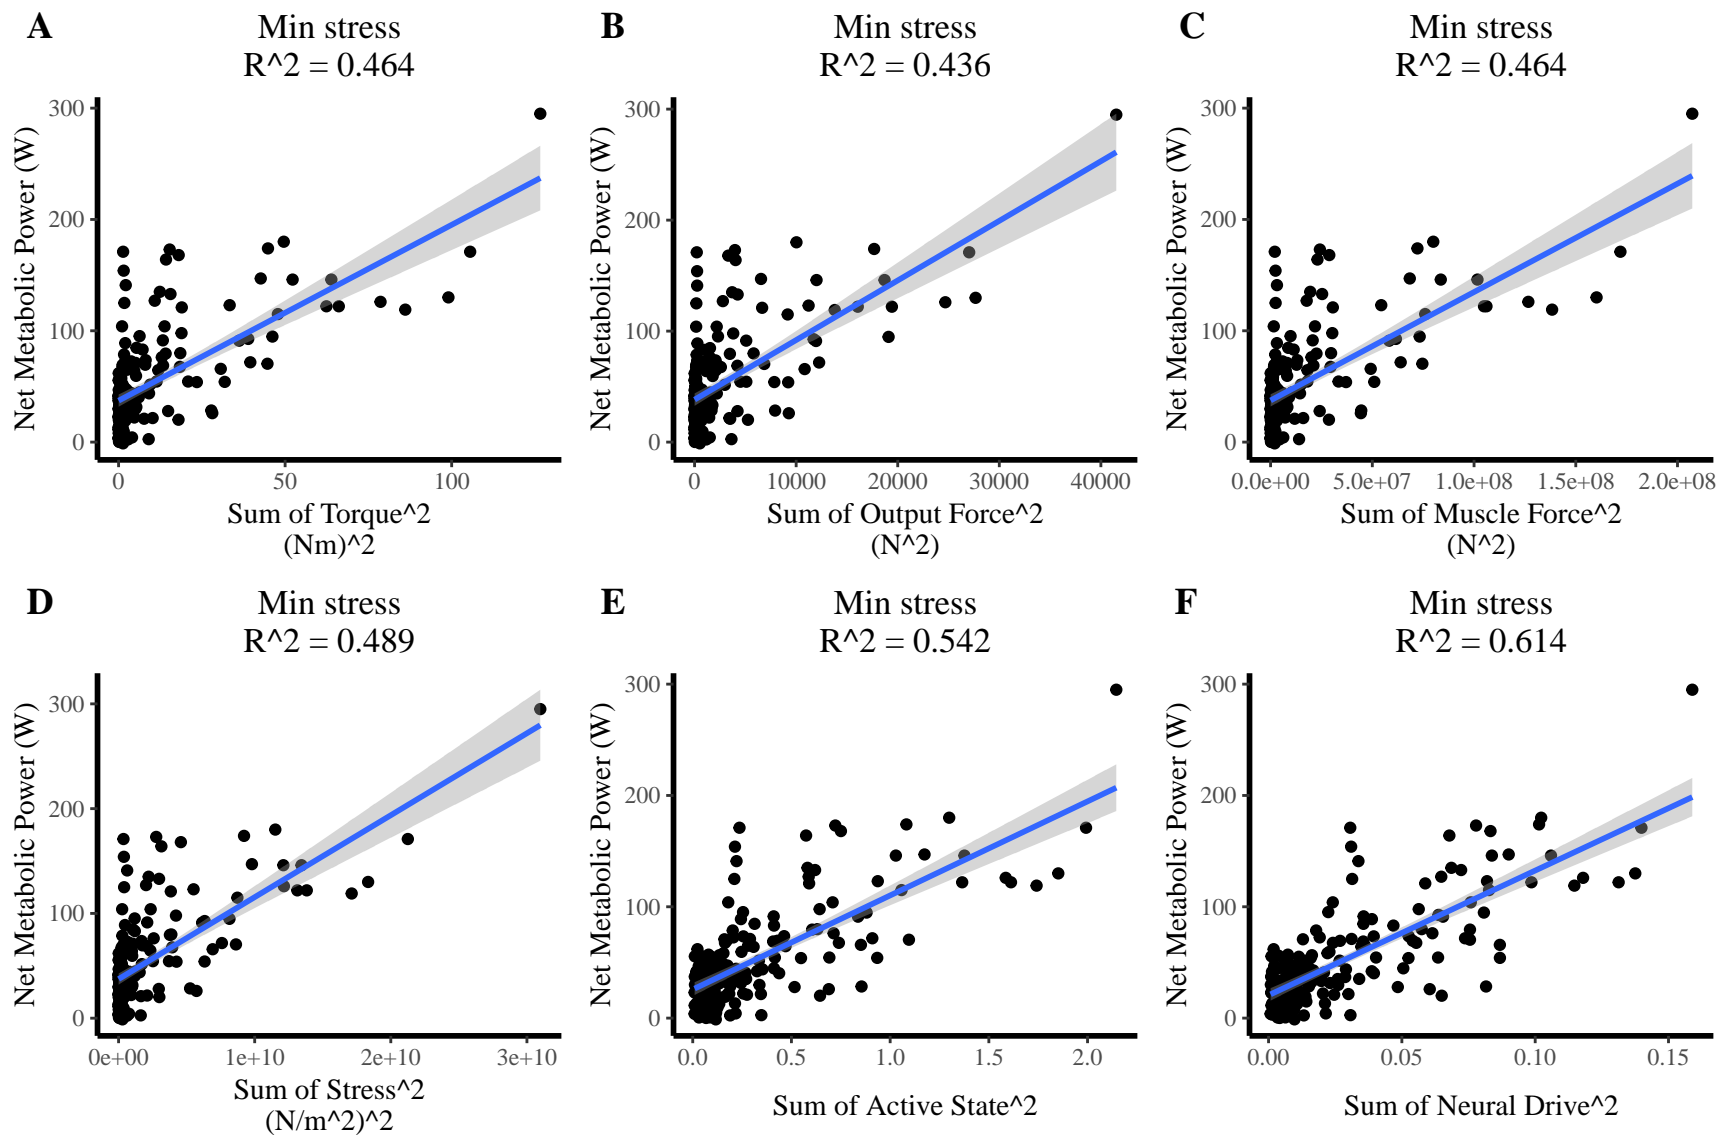 A
Min stress
R^2 = 0.464
Net Metabolic Power (W)
300
200
100
0
0
50
100
Sum of Torque^2
(Nm)^2
B
Min stress
R^2 = 0.436
Net Metabolic Power (W)
300
200
100
0
0
10000
20000
30000
40000
Sum of Output Force^2
(N^2)
C
Min stress
R^2 = 0.464
Net Metabolic Power (W)
300
200
100
0
0.0e+00
5.0e+07
1.0e+08
1.5e+08
2.0e+08
Sum of Muscle Force^2
(N^2)
D
Min stress
R^2 = 0.489
Net Metabolic Power (W)
300
200
100
0
0e+00
1e+10
2e+10
3e+10
Sum of Stress^2
(N/m^2)^2
E
Min stress
R^2 = 0.542
Net Metabolic Power (W)
300
200
100
0
0.0
0.5
1.0
1.5
2.0
Sum of Active State^2
F
Min stress
R^2 = 0.614
Net Metabolic Power (W)
300
200
100
0
0.00
0.05
0.10
0.15
Sum of Neural Drive^2